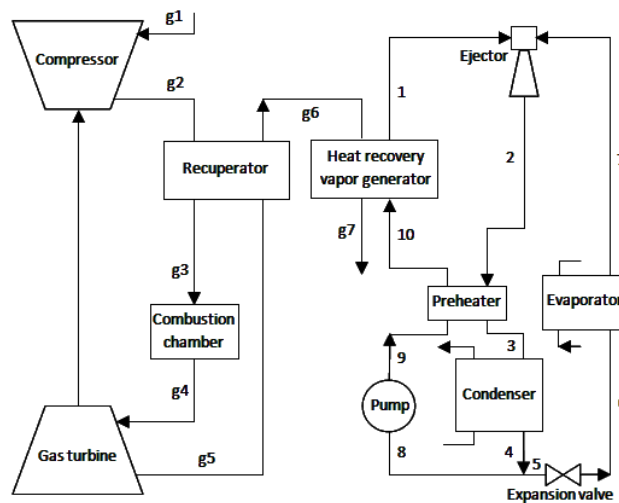 g1
Compressor
Ejector
g2
g6
1
2
Recuperator
Heat recovery
vapor generator
g7
10
g3
Preheater
Evaporator
Combustion
chamber
3
9
g4
Pump
Condenser
8
4
5
Gas turbine
g5
Expansion valve